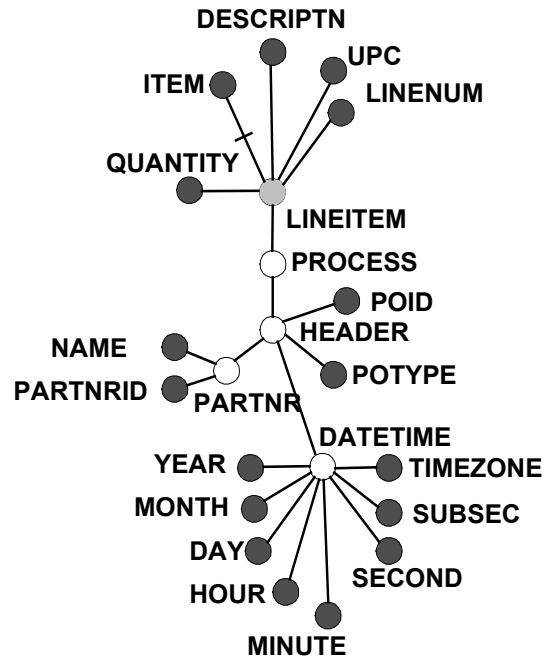 DESCRIPTN
UPC
ITEM
LINENUM
QUANTITY
LINEITEM
PROCESS
POID
HEADER
NAME
POTYPE
PARTNRID
PARTNR
DATETIME
YEAR
TIMEZONE
MONTH
SUBSEC
DAY
SECOND
HOUR
MINUTE